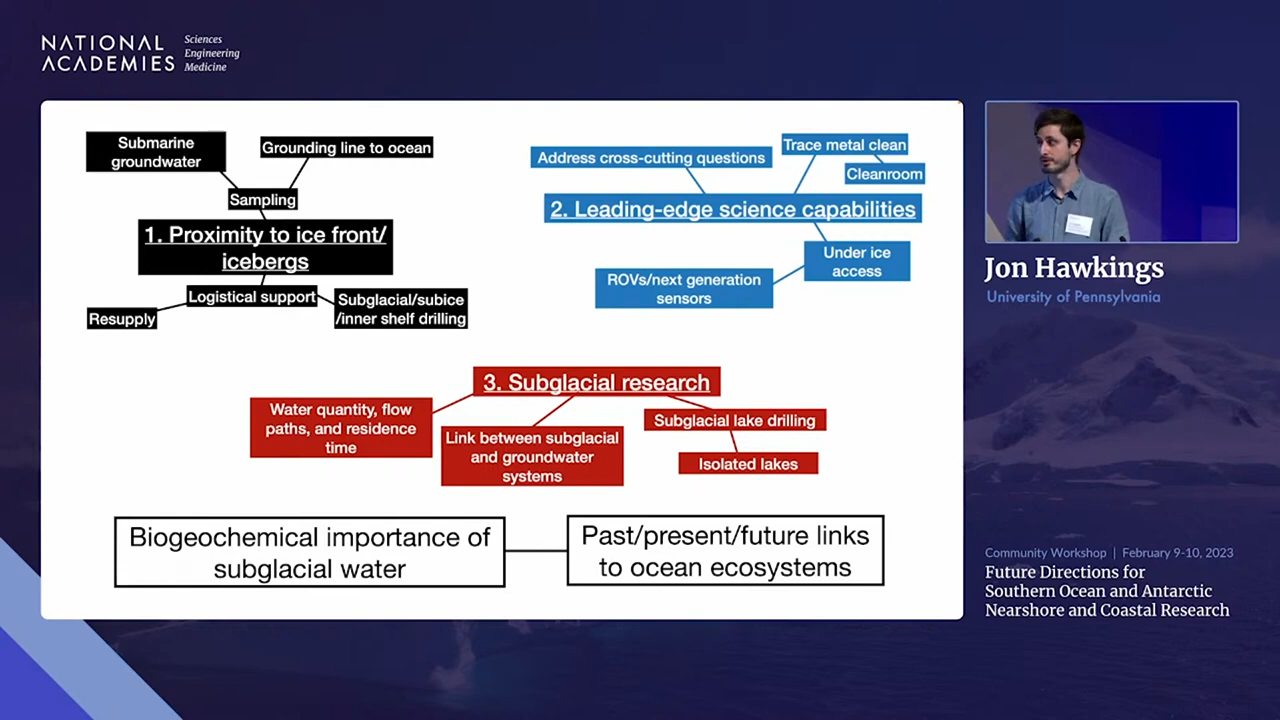 NATIONAL
ACADEMIES
Sciences
Engineering
Medicine
Submarine
groundwater
Grounding line to ocean
Sampling
1. Proximity to ice front/
icebergs
Logistical support
Resupply
Subglacial/subice
/inner shelf drilling
Address cross-cutting questions
Trace metal clean
Cleanroom
2. Leading-edge science capabilities
Under ice
access
ROVs/next generation
sensors
3. Subglacial research
Water quantity, flow
paths, and residence
time
Link between subglacial
and groundwater
systems
Subglacial lake drilling
Isolated lakes
Biogeochemical importance of
subglacial water
Past/present/future links
to ocean ecosystems
Jon Hawkings
University of Pennsylvania
Community Workshop | February 9-10, 2023
Future Directions for
Southern Ocean and Antarctic
Nearshore and Coastal Research